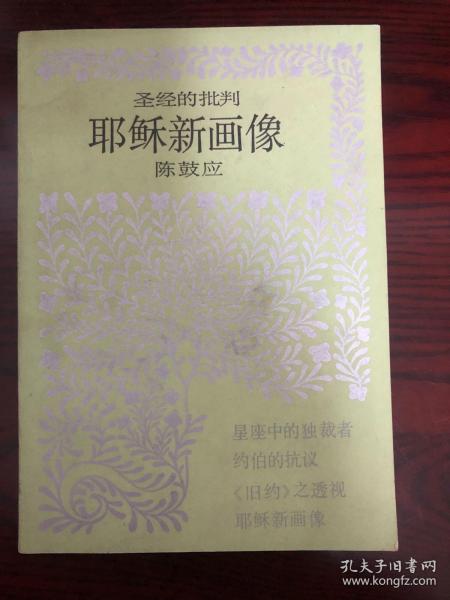 圣经的批判
耶稣新画像
陈鼓应
星座中的独裁者
约伯的抗议
《旧约》之透视
耶稣新画像
孔夫子旧书网
www.kongfz.com